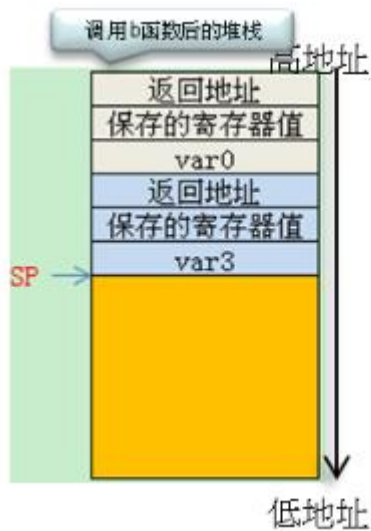 调用b函数后的堆栈
高地址
返回地址
保存的寄存器值
var0
返回地址
保存的寄存器值
var3
SP
低地址